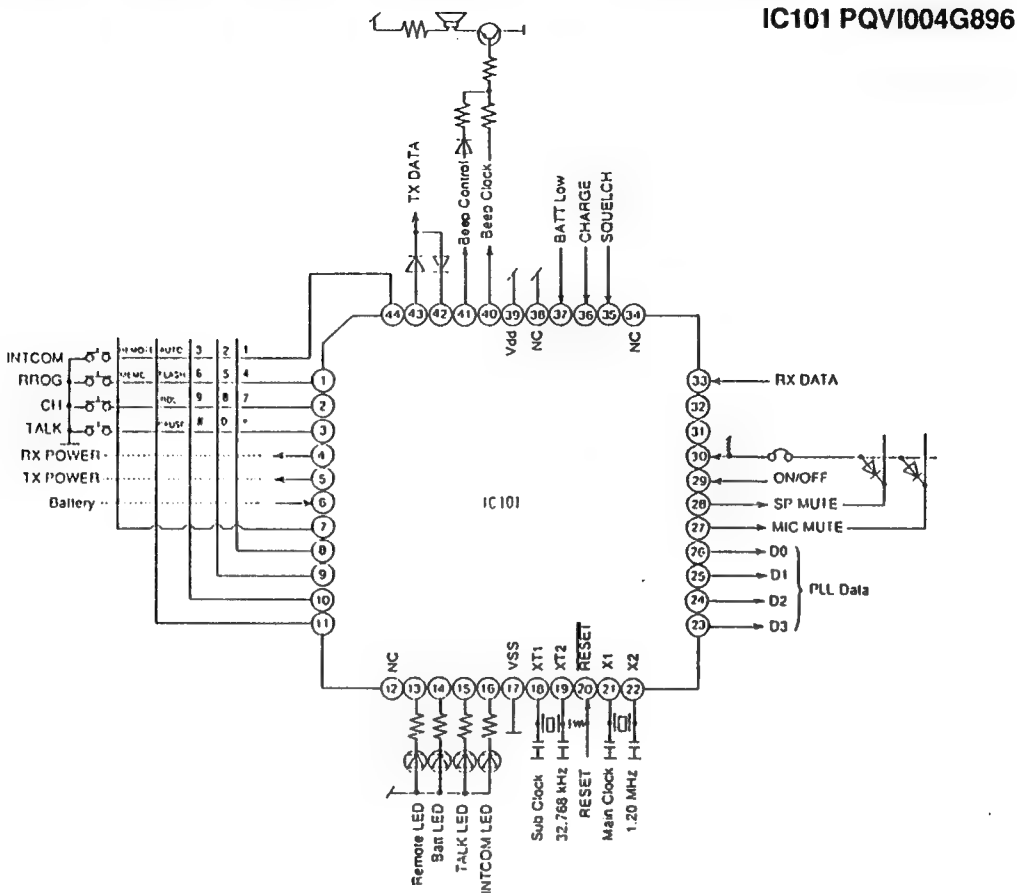 IC101 PQVI004G896
TX DATA
Beep Control
Beep Clock
BATT Low
CHARGE
SQUELCH
44 43 42 41 40 39 38 37 36 35 34
Vdd
NC
NC
INTCOM
RROG
CH
TALK
RX POWER
TX POWER
Battery
REMOTE AUTO 3 2 1
MEMO FLASH 6 5 4
RDL 9 8 7
PAUSE # 0 *
1
2
3
4
5
6
7
8
9
10
11
IC101
33
32
31
30
29
28
27
26
25
24
23
RX DATA
ON/OFF
SP MUTE
MIC MUTE
D0
D1
D2
D3
PLL Data
NC
VSS
XT1
XT2
RESET
X1
X2
12 13 14 15 16 17 18 19 20 21 22
Remote LED
Batt LED
TALK LED
INTCOM LED
Sub Clock
32.768 kHz
RESET
Main Clock
1.20 MHz